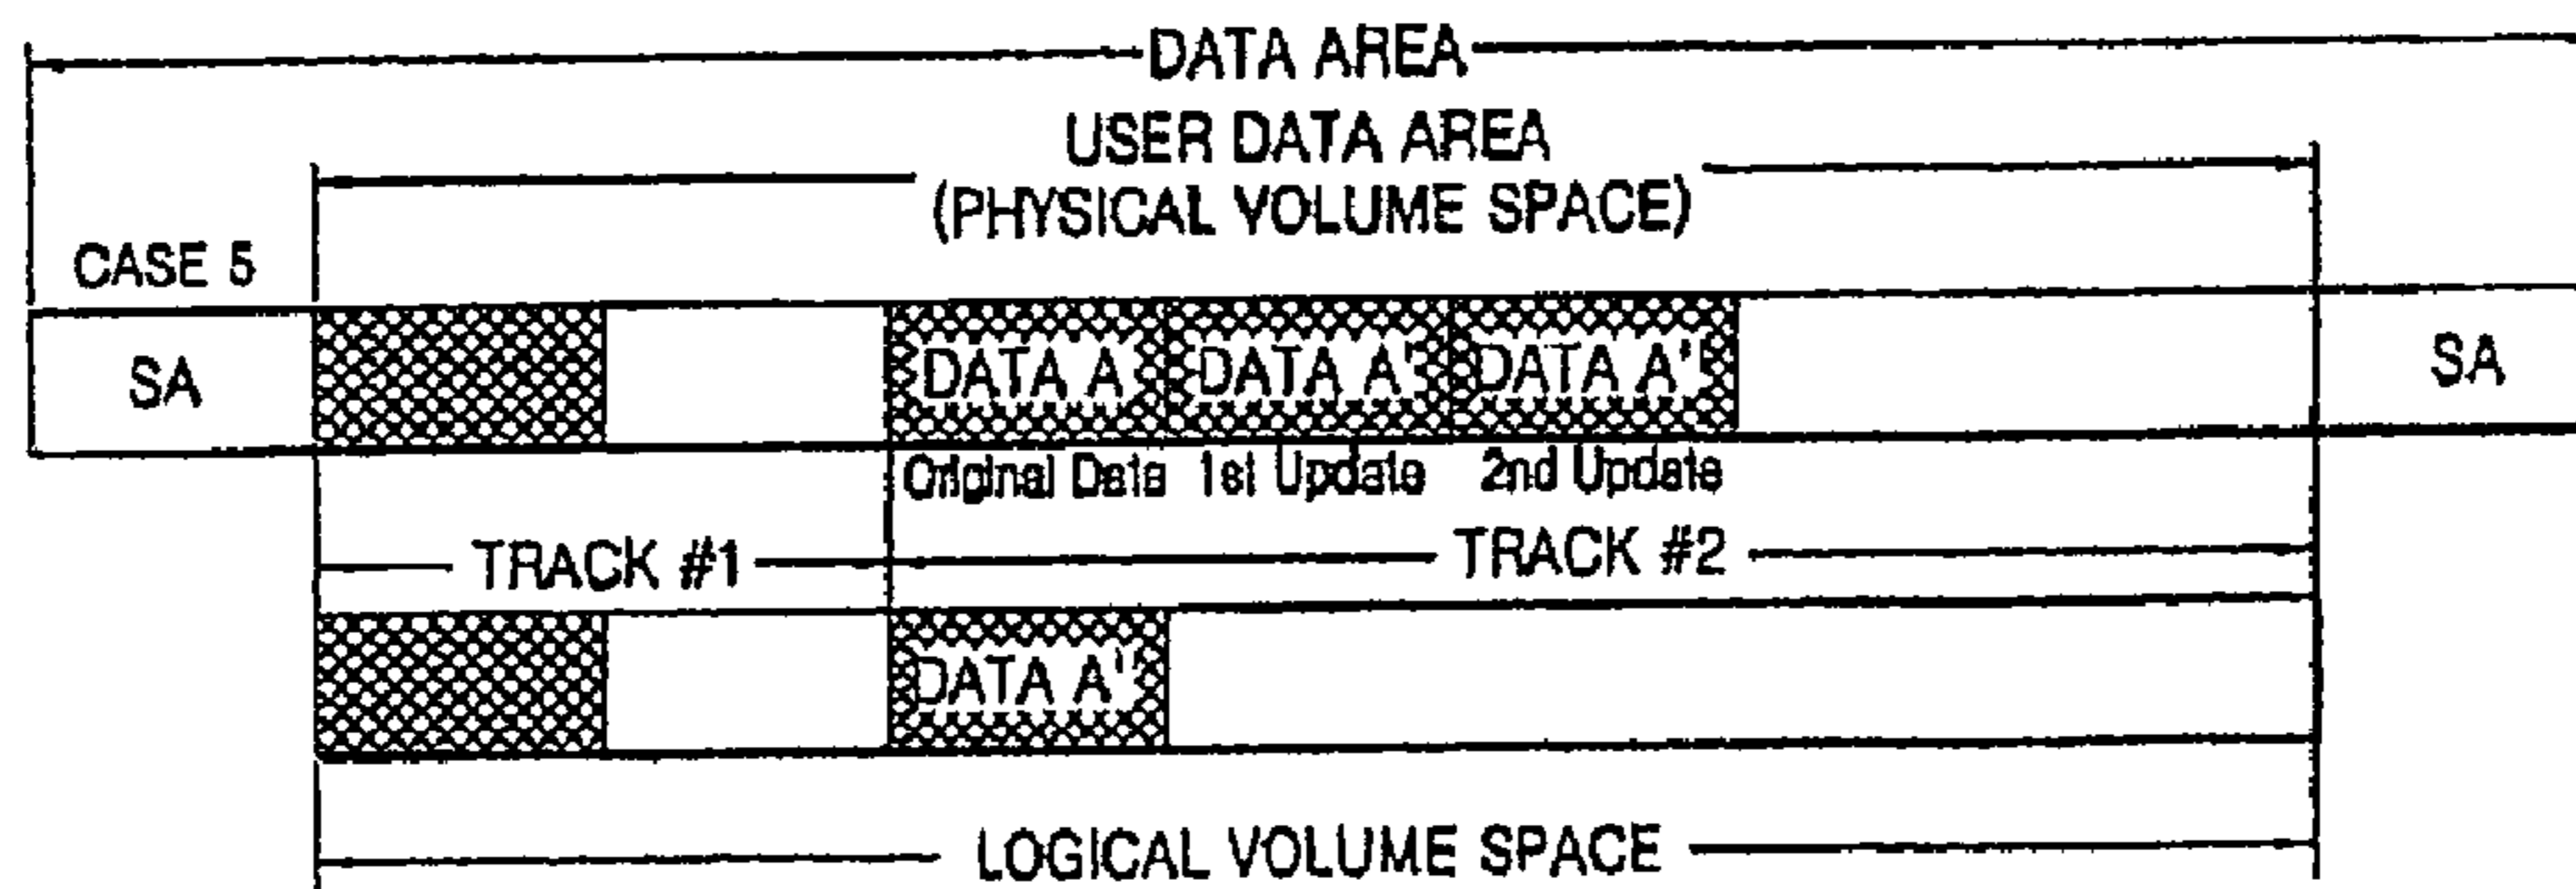 DATA AREA
USER DATA AREA
(PHYSICAL VOLUME SPACE)
CASE 5
SA DATA A DATA A' DATA A'' SA
Original Data 1st Update 2nd Update
TRACK #1 TRACK #2
DATA A''
LOGICAL VOLUME SPACE